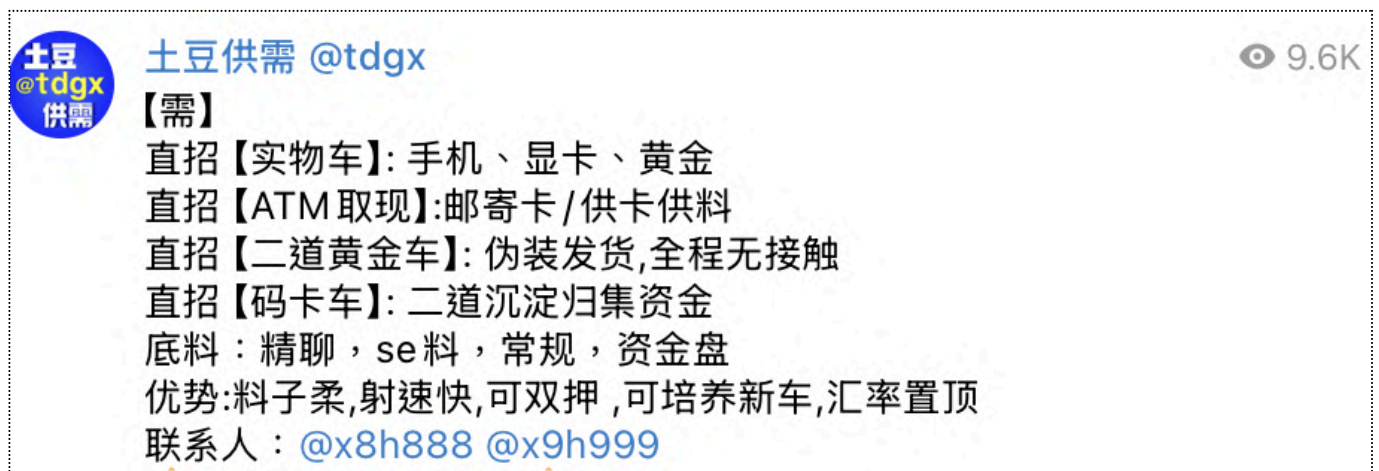 土豆
@tdgx
供需
土豆供需 @tdgx
9.6K
【需】
直招【实物车】: 手机、显卡、黄金
直招【ATM取现】:邮寄卡/供卡供料
直招【二道黄金车】: 伪装发货,全程无接触
直招【码卡车】: 二道沉淀归集资金
底料：精聊，se料，常规，资金盘
优势:料子柔,射速快,可双押 ,可培养新车,汇率置顶
联系人：@x8h888 @x9h999